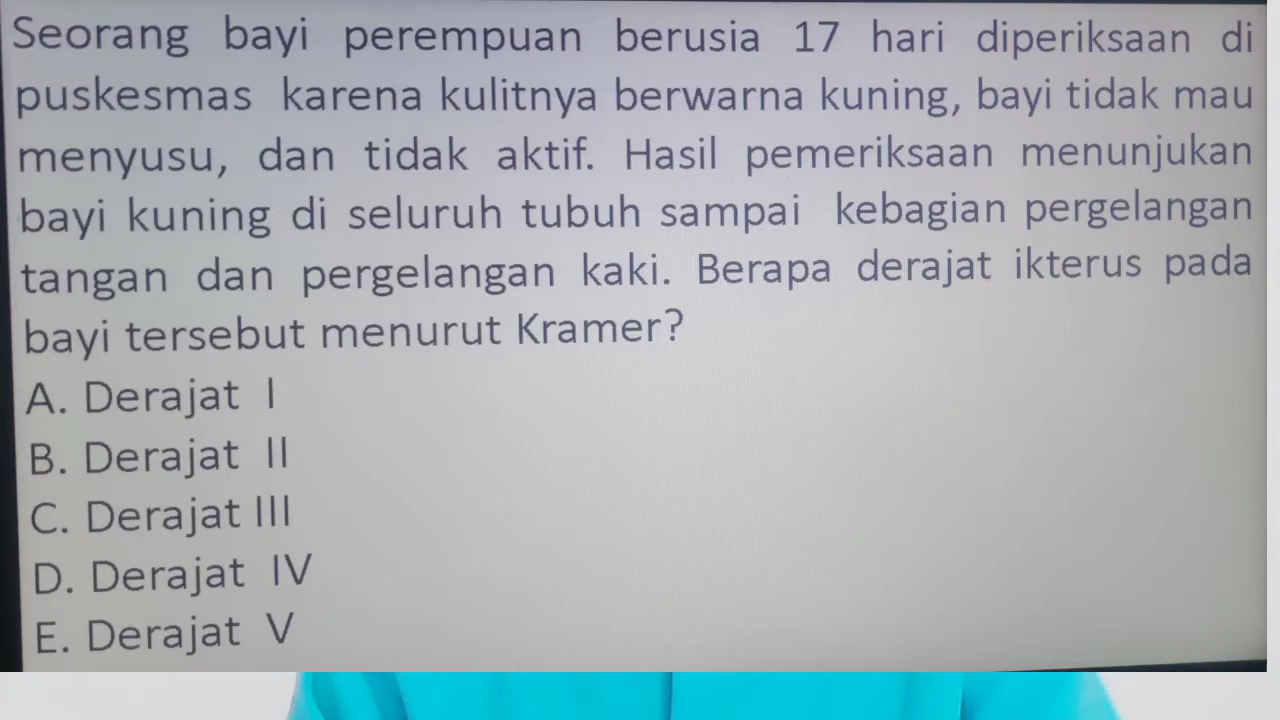 Seorang bayi perempuan berusia 17 hari diperiksaan di
puskesmas karena kulitnya berwarna kuning, bayi tidak mau
menyusu, dan tidak aktif. Hasil pemeriksaan menunjukan
bayi kuning di seluruh tubuh sampai kebagian pergelangan
tangan dan pergelangan kaki. Berapa derajat ikterus pada
bayi tersebut menurut Kramer?
A. Derajat I
B. Derajat II
C. Derajat III
D. Derajat IV
E. Derajat V